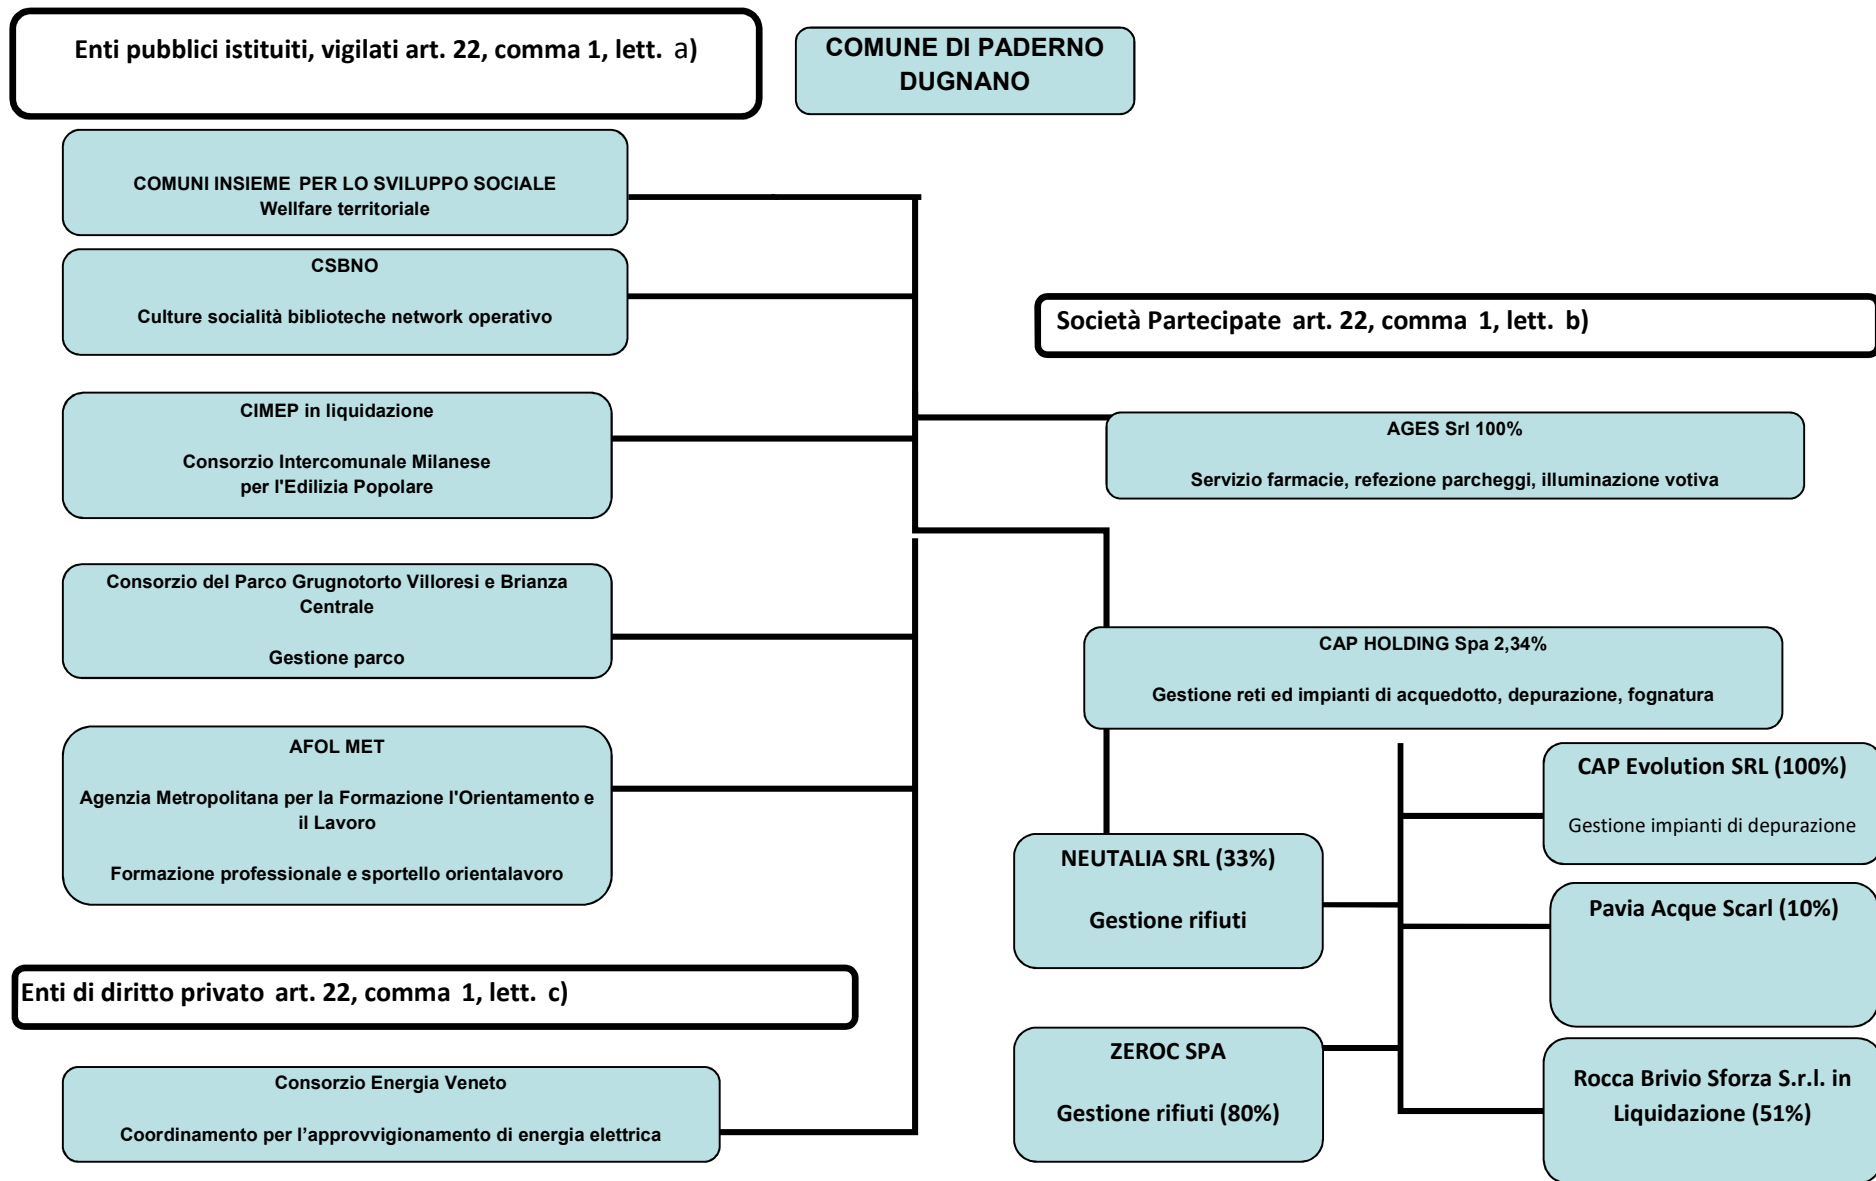 Enti pubblici istituiti, vigilati art. 22, comma 1, lett. a)
COMUNE DI PADERNO
DUGNANO
COMUNI INSIEME PER LO SVILUPPO SOCIALE
Wellfare territoriale
CSBNO
Culture socialità biblioteche network operativo
CIMEP in liquidazione
Consorzio Intercomunale Milanese
per l'Edilizia Popolare
Consorzio del Parco Grugnotorto Villoresi e Brianza
Centrale
Gestione parco
AFOL MET
Agenzia Metropolitana per la Formazione l'Orientamento e
il Lavoro
Formazione professionale e sportello orientalavoro
Enti di diritto privato art. 22, comma 1, lett. c)
Consorzio Energia Veneto
Coordinamento per l’approvvigionamento di energia elettrica
Società Partecipate art. 22, comma 1, lett. b)
AGES Srl 100%
Servizio farmacie, refezione parcheggi, illuminazione votiva
CAP HOLDING Spa 2,34%
Gestione reti ed impianti di acquedotto, depurazione, fognatura
NEUTALIA SRL (33%)
Gestione rifiuti
ZEROC SPA
Gestione rifiuti (80%)
CAP Evolution SRL (100%)
Gestione impianti di depurazione
Pavia Acque Scarl (10%)
Rocca Brivio Sforza S.r.l. in
Liquidazione (51%)